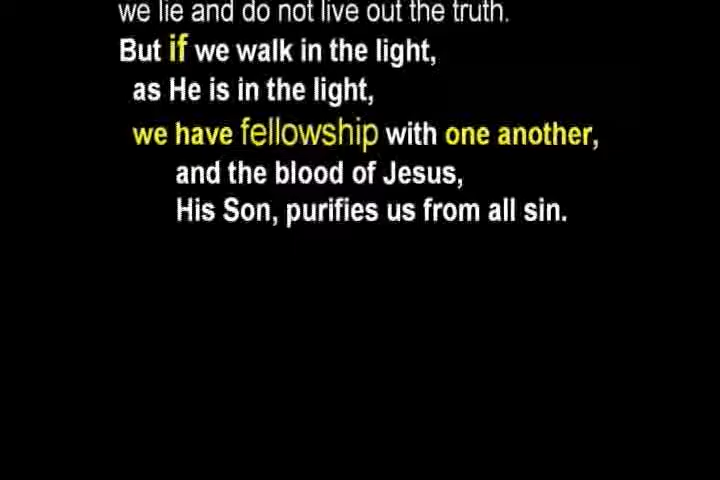 we lie and do not live out the truth.
But if we walk in the light,
as He is in the light,
we have fellowship with one another,
and the blood of Jesus,
His Son, purifies us from all sin.